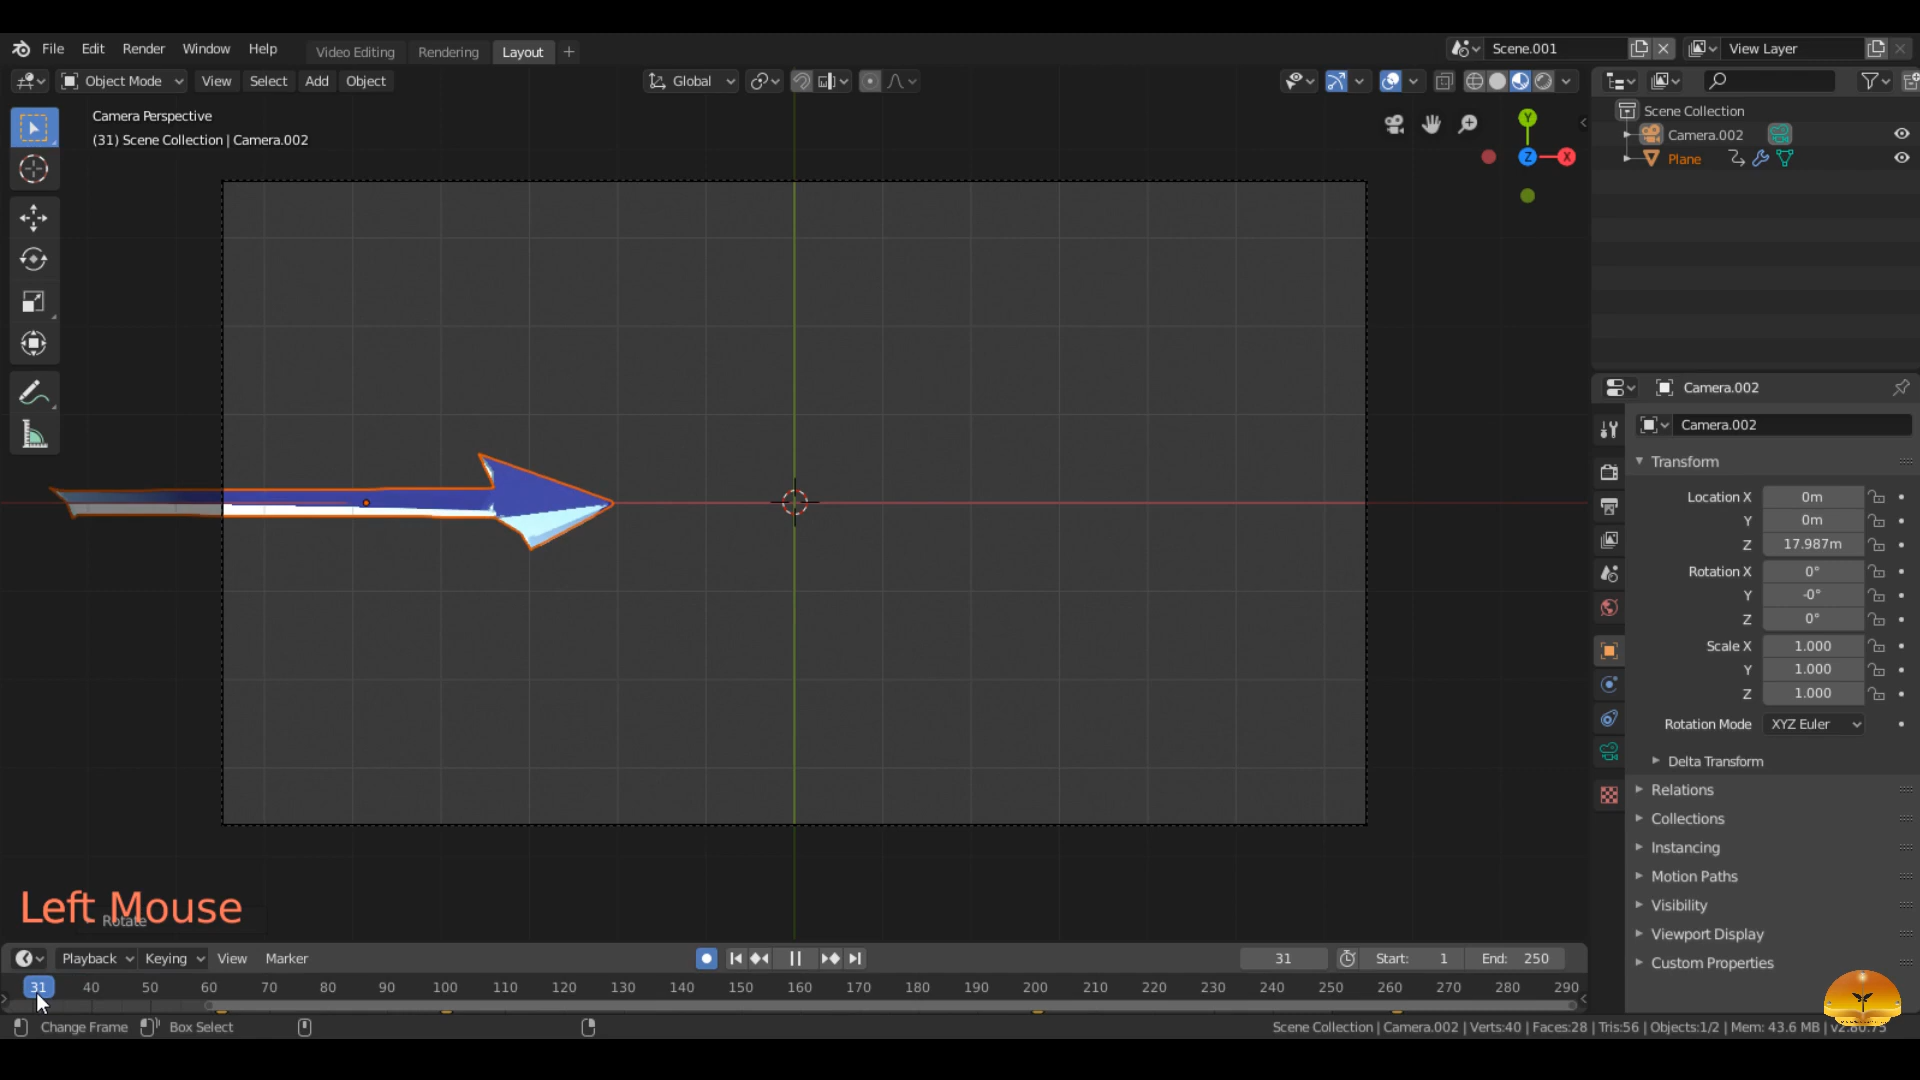 File Edit Render Window Help Video Editing Rendering Layout + Scene.001 View Layer
Object Mode View Select Add Object Global
Camera Perspective
(31) Scene Collection | Camera.002
Y
Z
X
Scene Collection
Camera.002
Plane
Camera.002
Camera.002
Transform
Location X 0m
Y 0m
Z 17.987m
Rotation X 0°
Y -0°
Z 0°
Scale X 1.000
Y 1.000
Z 1.000
Rotation Mode XYZ Euler
Delta Transform
Relations
Collections
Instancing
Motion Paths
Visibility
Viewport Display
Custom Properties
Left Mouse
Rotate
Playback Keying View Marker 31 Start: 1 End: 250
31 40 50 60 70 80 90 100 110 120 130 140 150 160 170 180 190 200 210 220 230 240 250 260 270 280 290
Change Frame Box Select Scene Collection | Camera.002 | Verts:40 | Faces:28 | Tris:56 | Objects:1/2 | Mem: 43.6 MB | v2.80.75